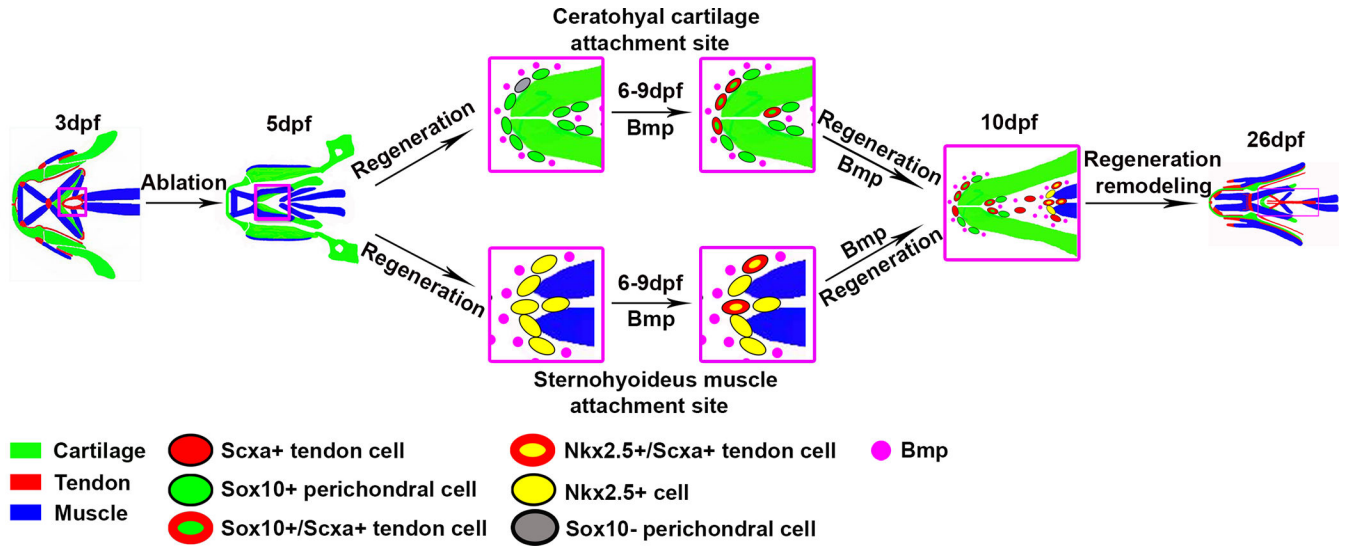 Ceratohyal cartilage
attachment site
3dpf
Ablation
5dpf
Regeneration
6-9dpf
Bmp
Regeneration
Bmp
Regeneration
6-9dpf
Bmp
Bmp
Regeneration
10dpf
Regeneration
remodeling
26dpf
Sternohyoideus muscle
attachment site
Cartilage
Tendon
Muscle
Scxa+ tendon cell
Sox10+ perichondral cell
Sox10+/Scxa+ tendon cell
Nkx2.5+/Scxa+ tendon cell
Nkx2.5+ cell
Sox10- perichondral cell
Bmp